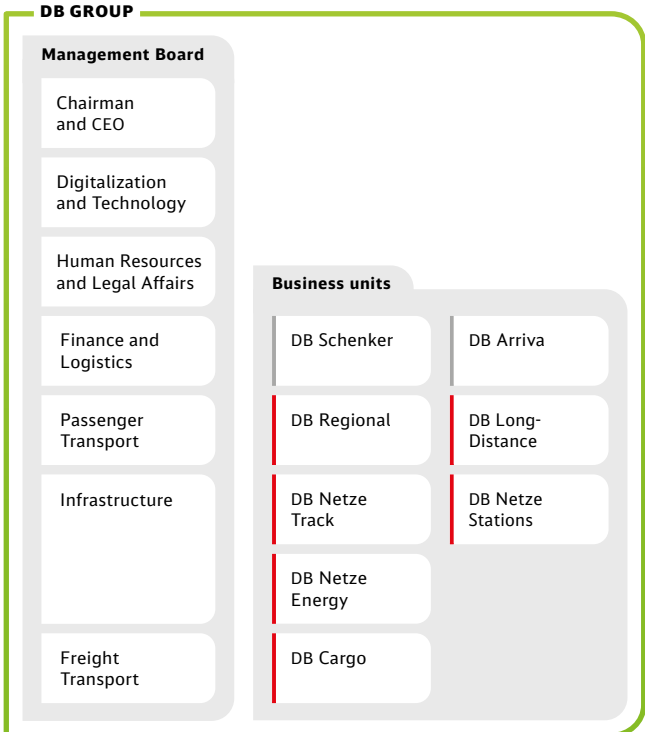 DB GROUP
Management Board
Chairman
and CEO
Digitalization
and Technology
Human Resources
and Legal Affairs
Finance and
Logistics
Passenger
Transport
Infrastructure
Freight
Transport
Business units
DB Schenker
DB Arriva
DB Regional
DB Long-
Distance
DB Netze
Track
DB Netze
Stations
DB Netze
Energy
DB Cargo